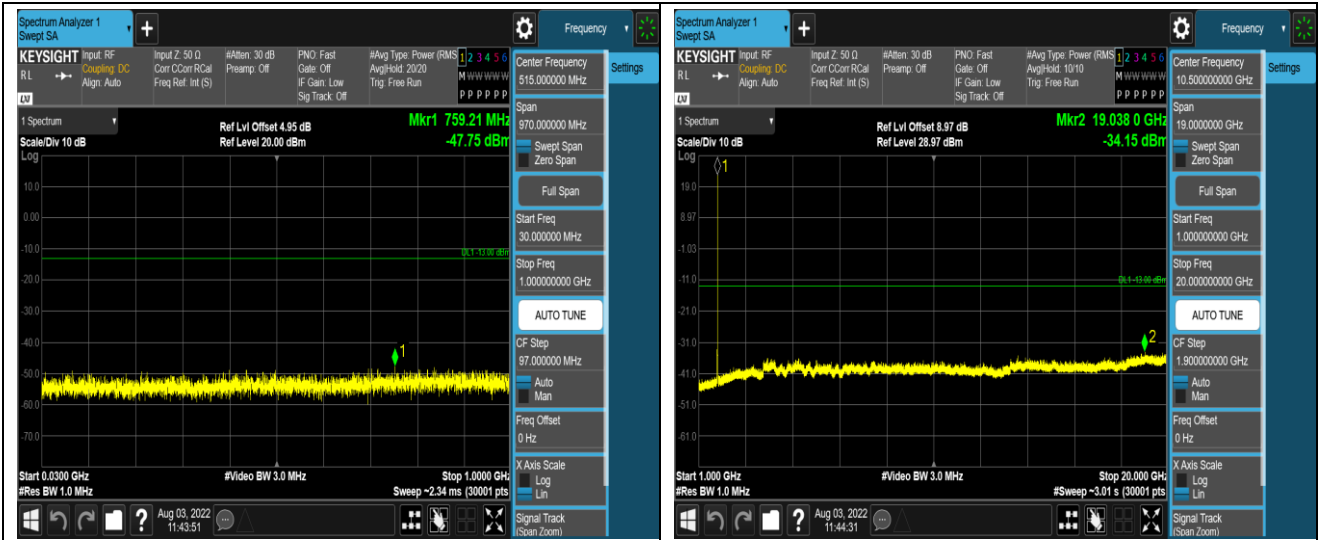 Spectrum Analyzer 1
Swept SA
+
Frequency
KEYSIGHT
Input: RF
Coupling: DC
Align: Auto
Input Z: 50 Ω
Corr CCorr RCal
Freq Ref: Int (S)
#Atten: 30 dB
Preamp: Off
PNO: Fast
Gate: Off
IF Gain: Low
Sig Track: Off
#Avg Type: Power (RMS
Avg|Hold: 20/20
Trig: Free Run
1 2 3 4 5 6
M W W W W W
P P P P P P
RL
LXI
Center Frequency
515.000000 MHz
Settings
1 Spectrum
Ref Lvl Offset 4.95 dB
Mkr1 759.21 MHz
Scale/Div 10 dB
Ref Level 20.00 dBm
-47.75 dBm
Log
10.0
0.00
-10.0
-20.0
-30.0
-40.0
-50.0
-60.0
-70.0
DL1 -13.00 dBm
1
Start 0.0300 GHz
#Video BW 3.0 MHz
Stop 1.0000 GHz
#Res BW 1.0 MHz
Sweep ~2.34 ms (30001 pts
Span
970.000000 MHz
Swept Span
Zero Span
Full Span
Start Freq
30.000000 MHz
Stop Freq
1.000000000 GHz
AUTO TUNE
CF Step
97.000000 MHz
Auto
Man
Freq Offset
0 Hz
X Axis Scale
Log
Lin
Signal Track
(Span Zoom)
?
Aug 03, 2022
11:43:51
Spectrum Analyzer 1
Swept SA
+
Frequency
KEYSIGHT
Input: RF
Coupling: DC
Align: Auto
Input Z: 50 Ω
Corr CCorr RCal
Freq Ref: Int (S)
#Atten: 30 dB
Preamp: Off
PNO: Fast
Gate: Off
IF Gain: Low
Sig Track: Off
#Avg Type: Power (RMS
Avg|Hold: 10/10
Trig: Free Run
1 2 3 4 5 6
M W W W W W
P P P P P P
RL
LXI
Center Frequency
10.500000000 GHz
Settings
1 Spectrum
Ref Lvl Offset 8.97 dB
Mkr2 19.038 0 GHz
Scale/Div 10 dB
Ref Level 28.97 dBm
-34.15 dBm
Log
19.0
8.97
-1.03
-11.0
-21.0
-31.0
-41.0
-51.0
-61.0
DL1 -13.00 dBm
1
2
Start 1.000 GHz
#Video BW 3.0 MHz
Stop 20.000 GHz
#Res BW 1.0 MHz
#Sweep ~3.01 s (30001 pts
Span
19.0000000 GHz
Swept Span
Zero Span
Full Span
Start Freq
1.000000000 GHz
Stop Freq
20.000000000 GHz
AUTO TUNE
CF Step
1.900000000 GHz
Auto
Man
Freq Offset
0 Hz
X Axis Scale
Log
Lin
Signal Track
(Span Zoom)
?
Aug 03, 2022
11:44:31